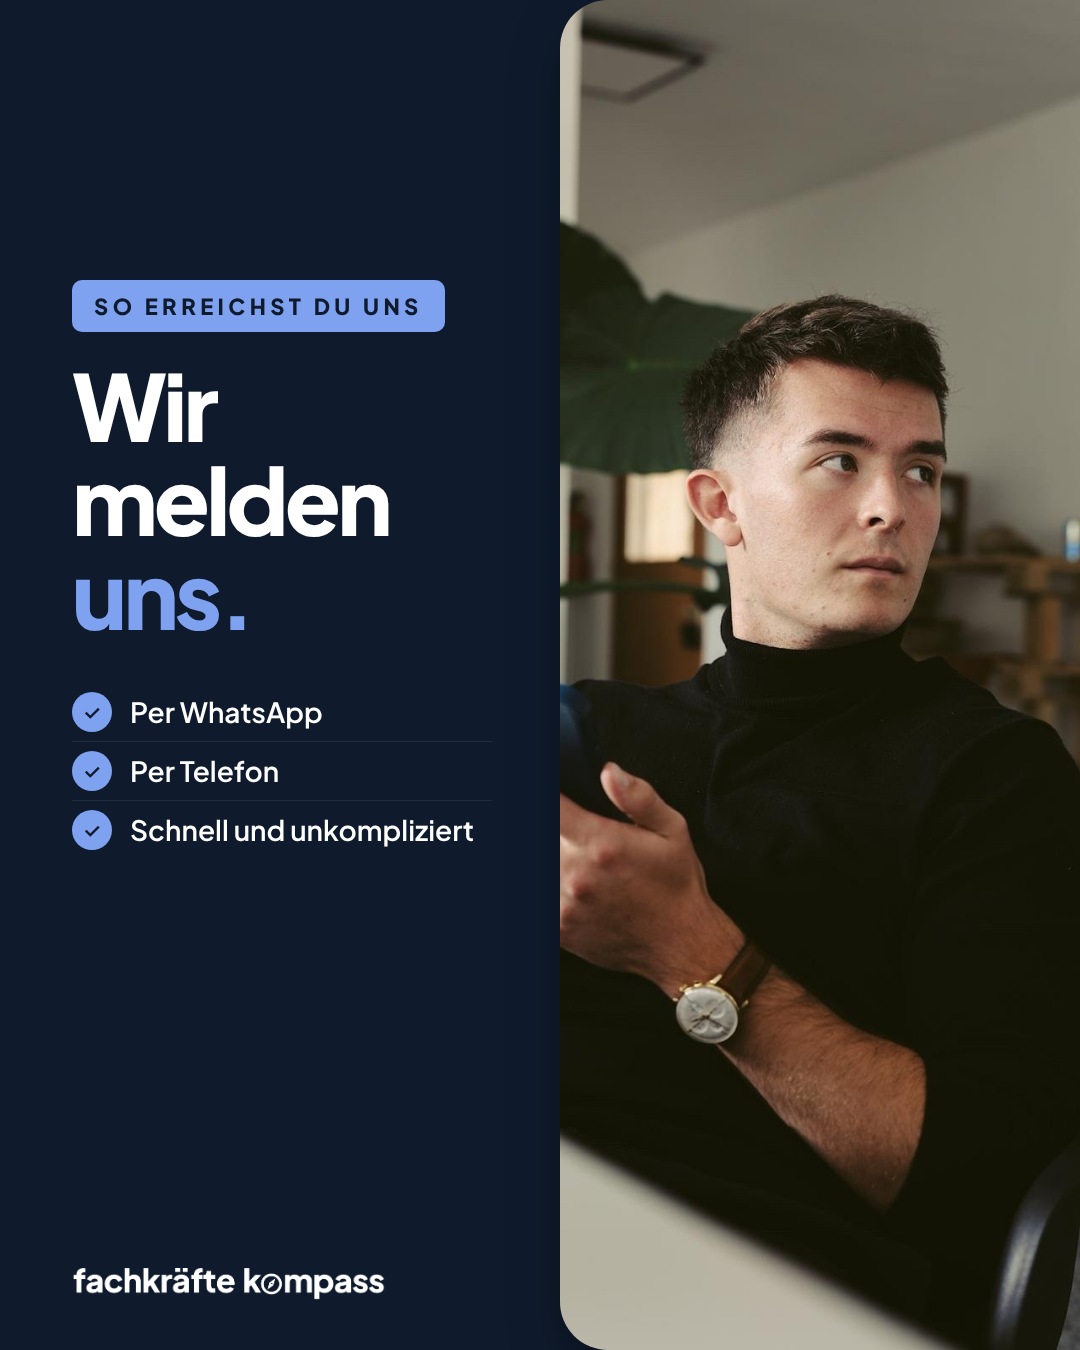 SO ERREICHST DU UNS
Wir
melden
uns.
Per WhatsApp
Per Telefon
Schnell und unkompliziert
fachkräfte kompass